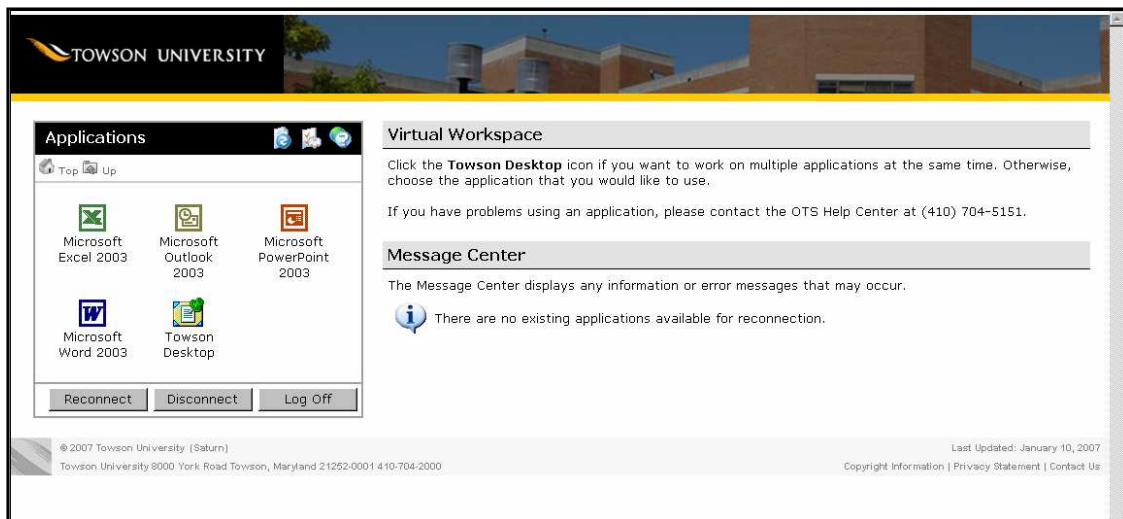 TOWSON UNIVERSITY
Applications
Top Up
Microsoft
Excel 2003
Microsoft
Outlook
2003
Microsoft
PowerPoint
2003
Microsoft
Word 2003
Towson
Desktop
Reconnect Disconnect Log Off
Virtual Workspace
Click the Towson Desktop icon if you want to work on multiple applications at the same time. Otherwise,
choose the application that you would like to use.
If you have problems using an application, please contact the OTS Help Center at (410) 704-5151.
Message Center
The Message Center displays any information or error messages that may occur.
There are no existing applications available for reconnection.
© 2007 Towson University (Saturn)
Towson University 8000 York Road Towson, Maryland 21252-0001 410-704-2000
Last Updated: January 10, 2007
Copyright Information | Privacy Statement | Contact Us